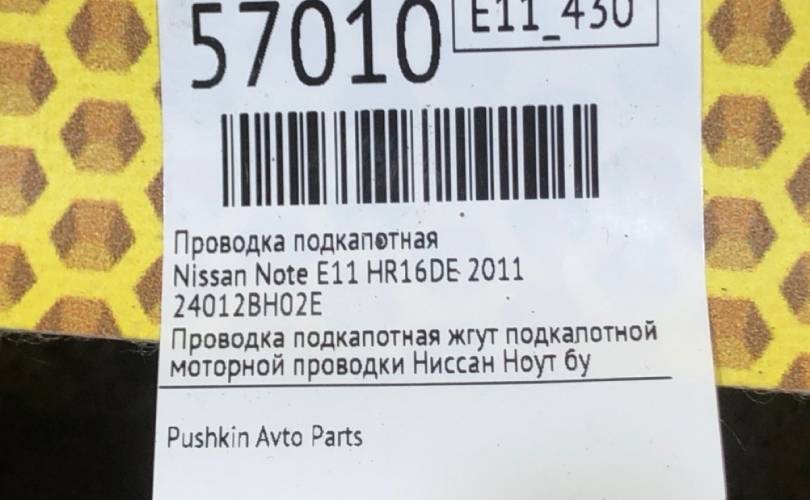 57010
E11_430
Проводка подкапотная
Nissan Note E11 HR16DE 2011
24012BH02E
Проводка подкапотная жгут подкапотной
моторной проводки Ниссан Ноут бу
Pushkin Avto Parts